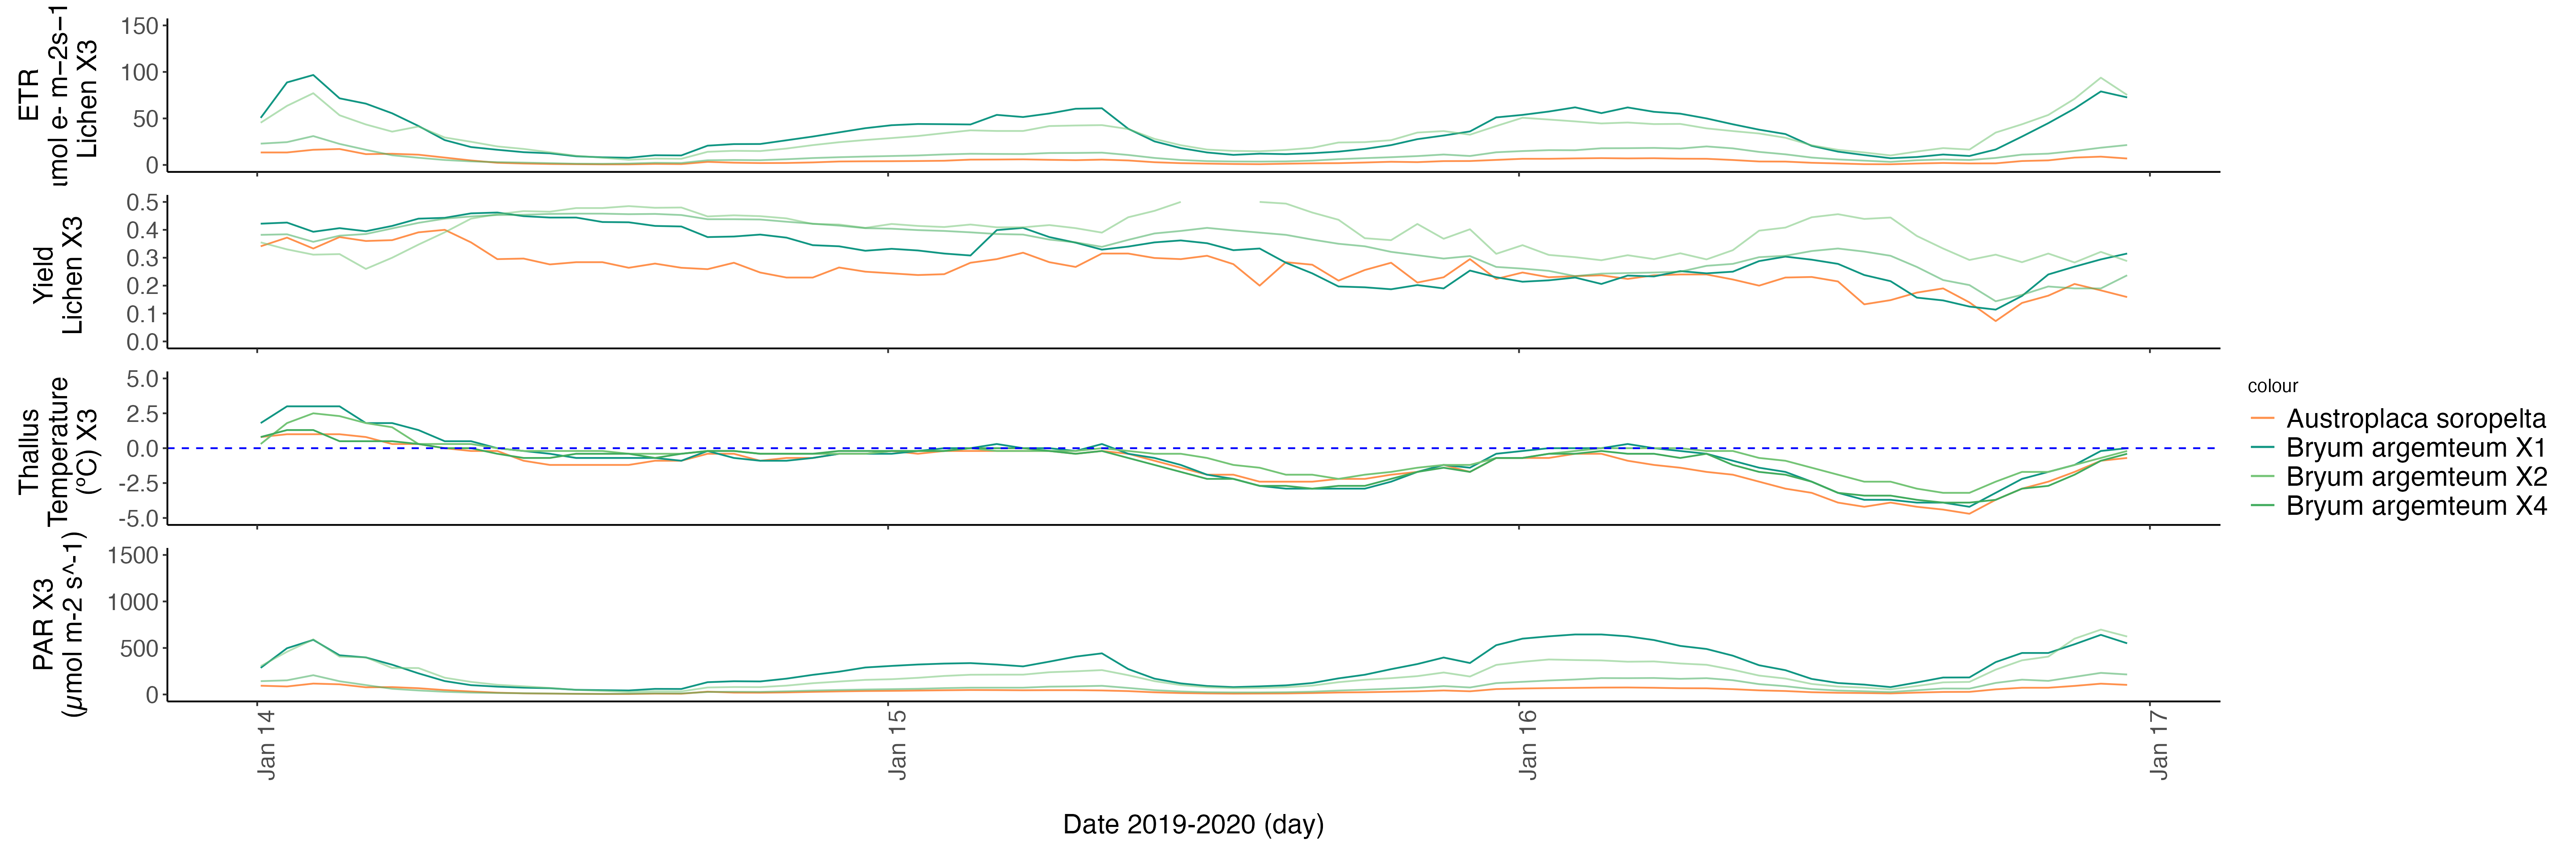 ETR
µmol e- m−2s−1
Lichen X3
150
100
50
0
Yield
Lichen X3
0.5
0.4
0.3
0.2
0.1
0.0
Thallus
Temperature
(ºC) X3
5.0
2.5
0.0
-2.5
-5.0
PAR X3
(µmol m-2 s^-1)
1500
1000
500
0
Jan 14
Jan 15
Jan 16
Jan 17
Date 2019-2020 (day)
colour
Austroplaca soropelta
Bryum argemteum X1
Bryum argemteum X2
Bryum argemteum X4